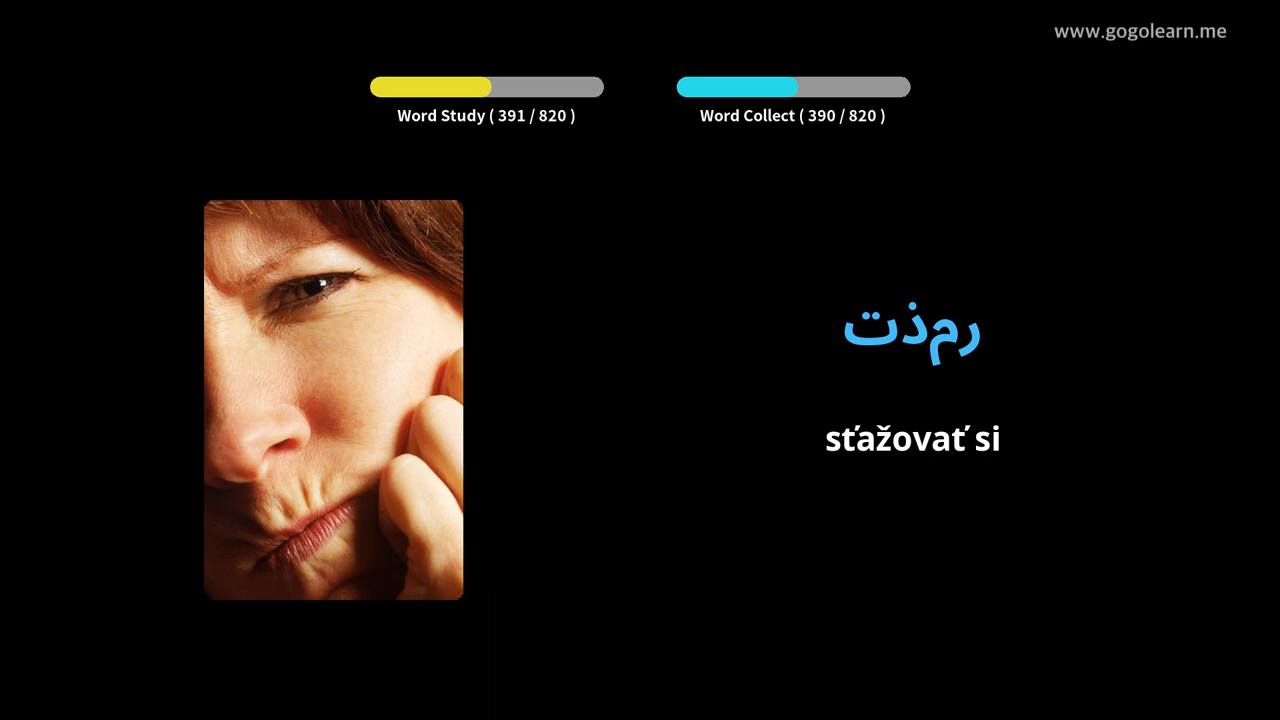 www.gogolearn.me
Word Study ( 391 / 820 )
Word Collect ( 390 / 820 )
رمذت
sťažovať si